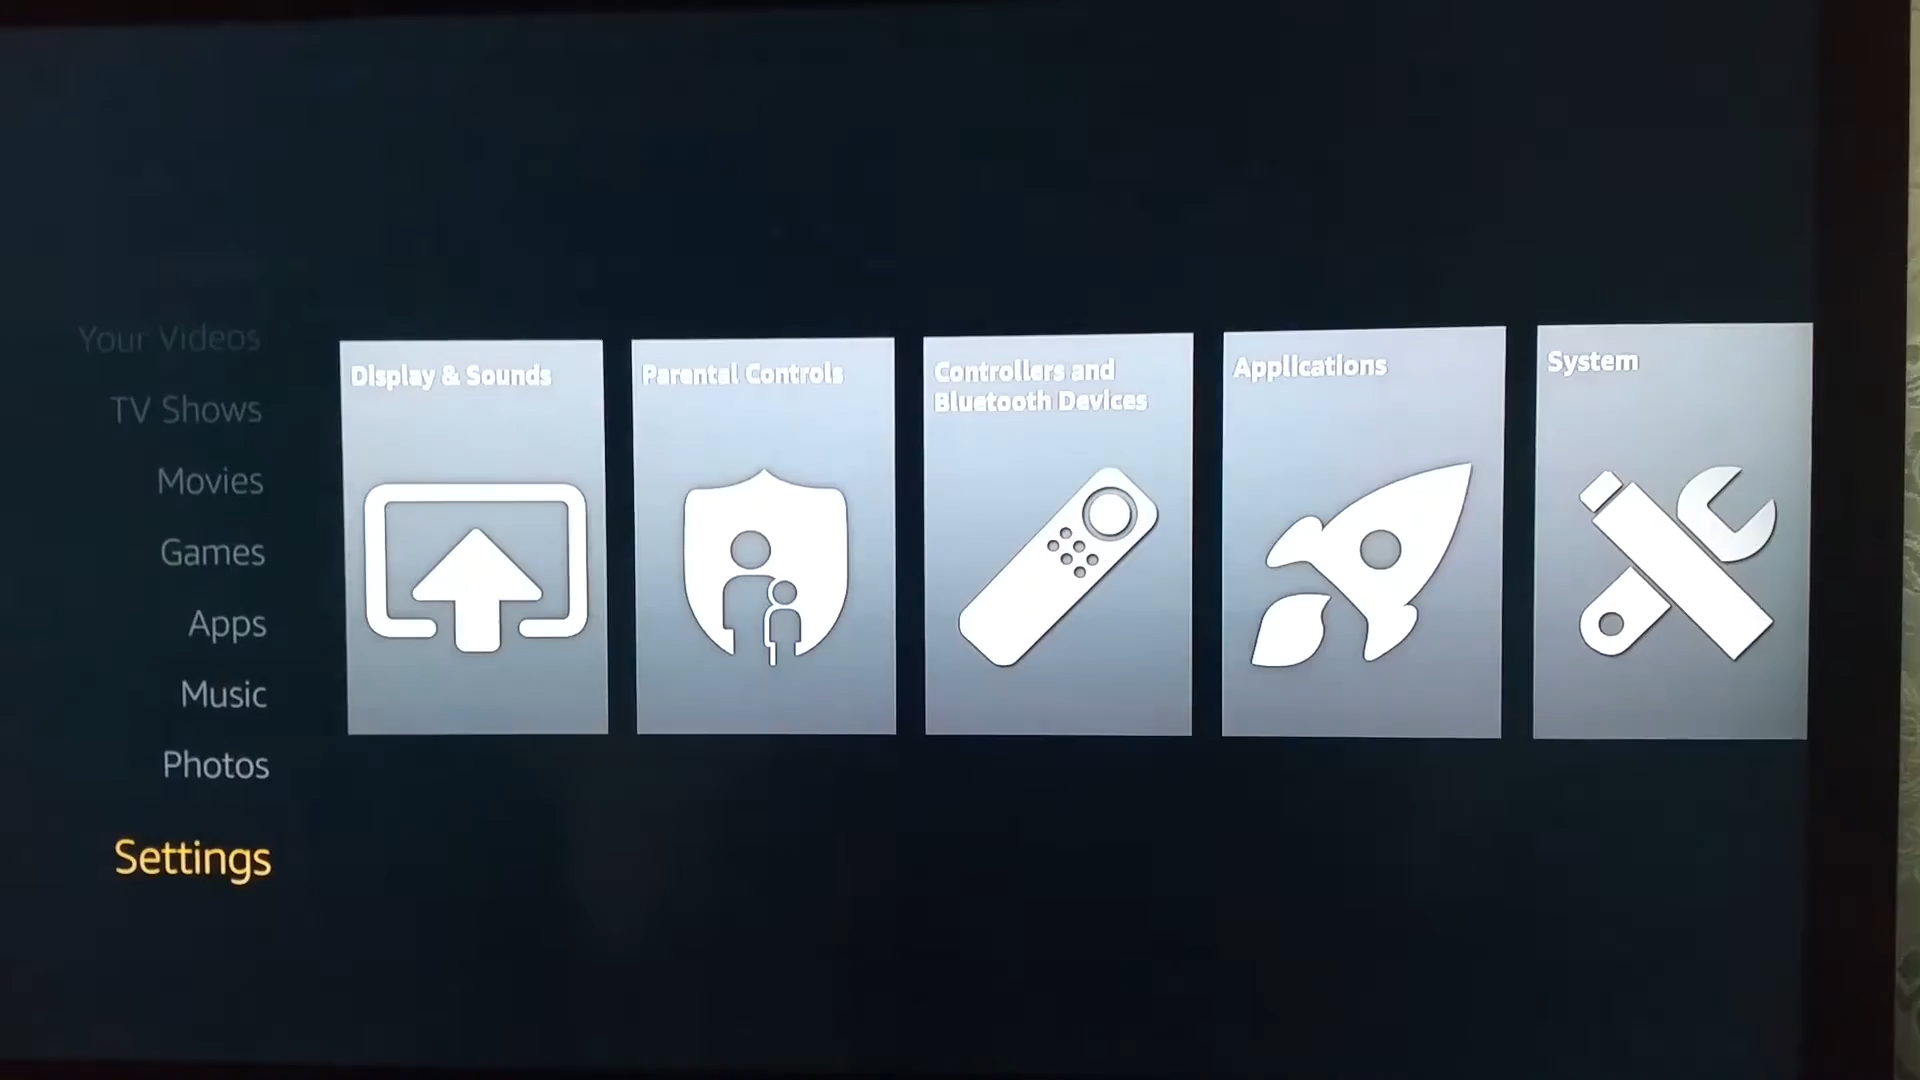 Your Videos
TV Shows
Movies
Games
Apps
Music
Photos
Settings
Display & Sounds
Parental Controls
Controllers and
Bluetooth Devices
Applications
System